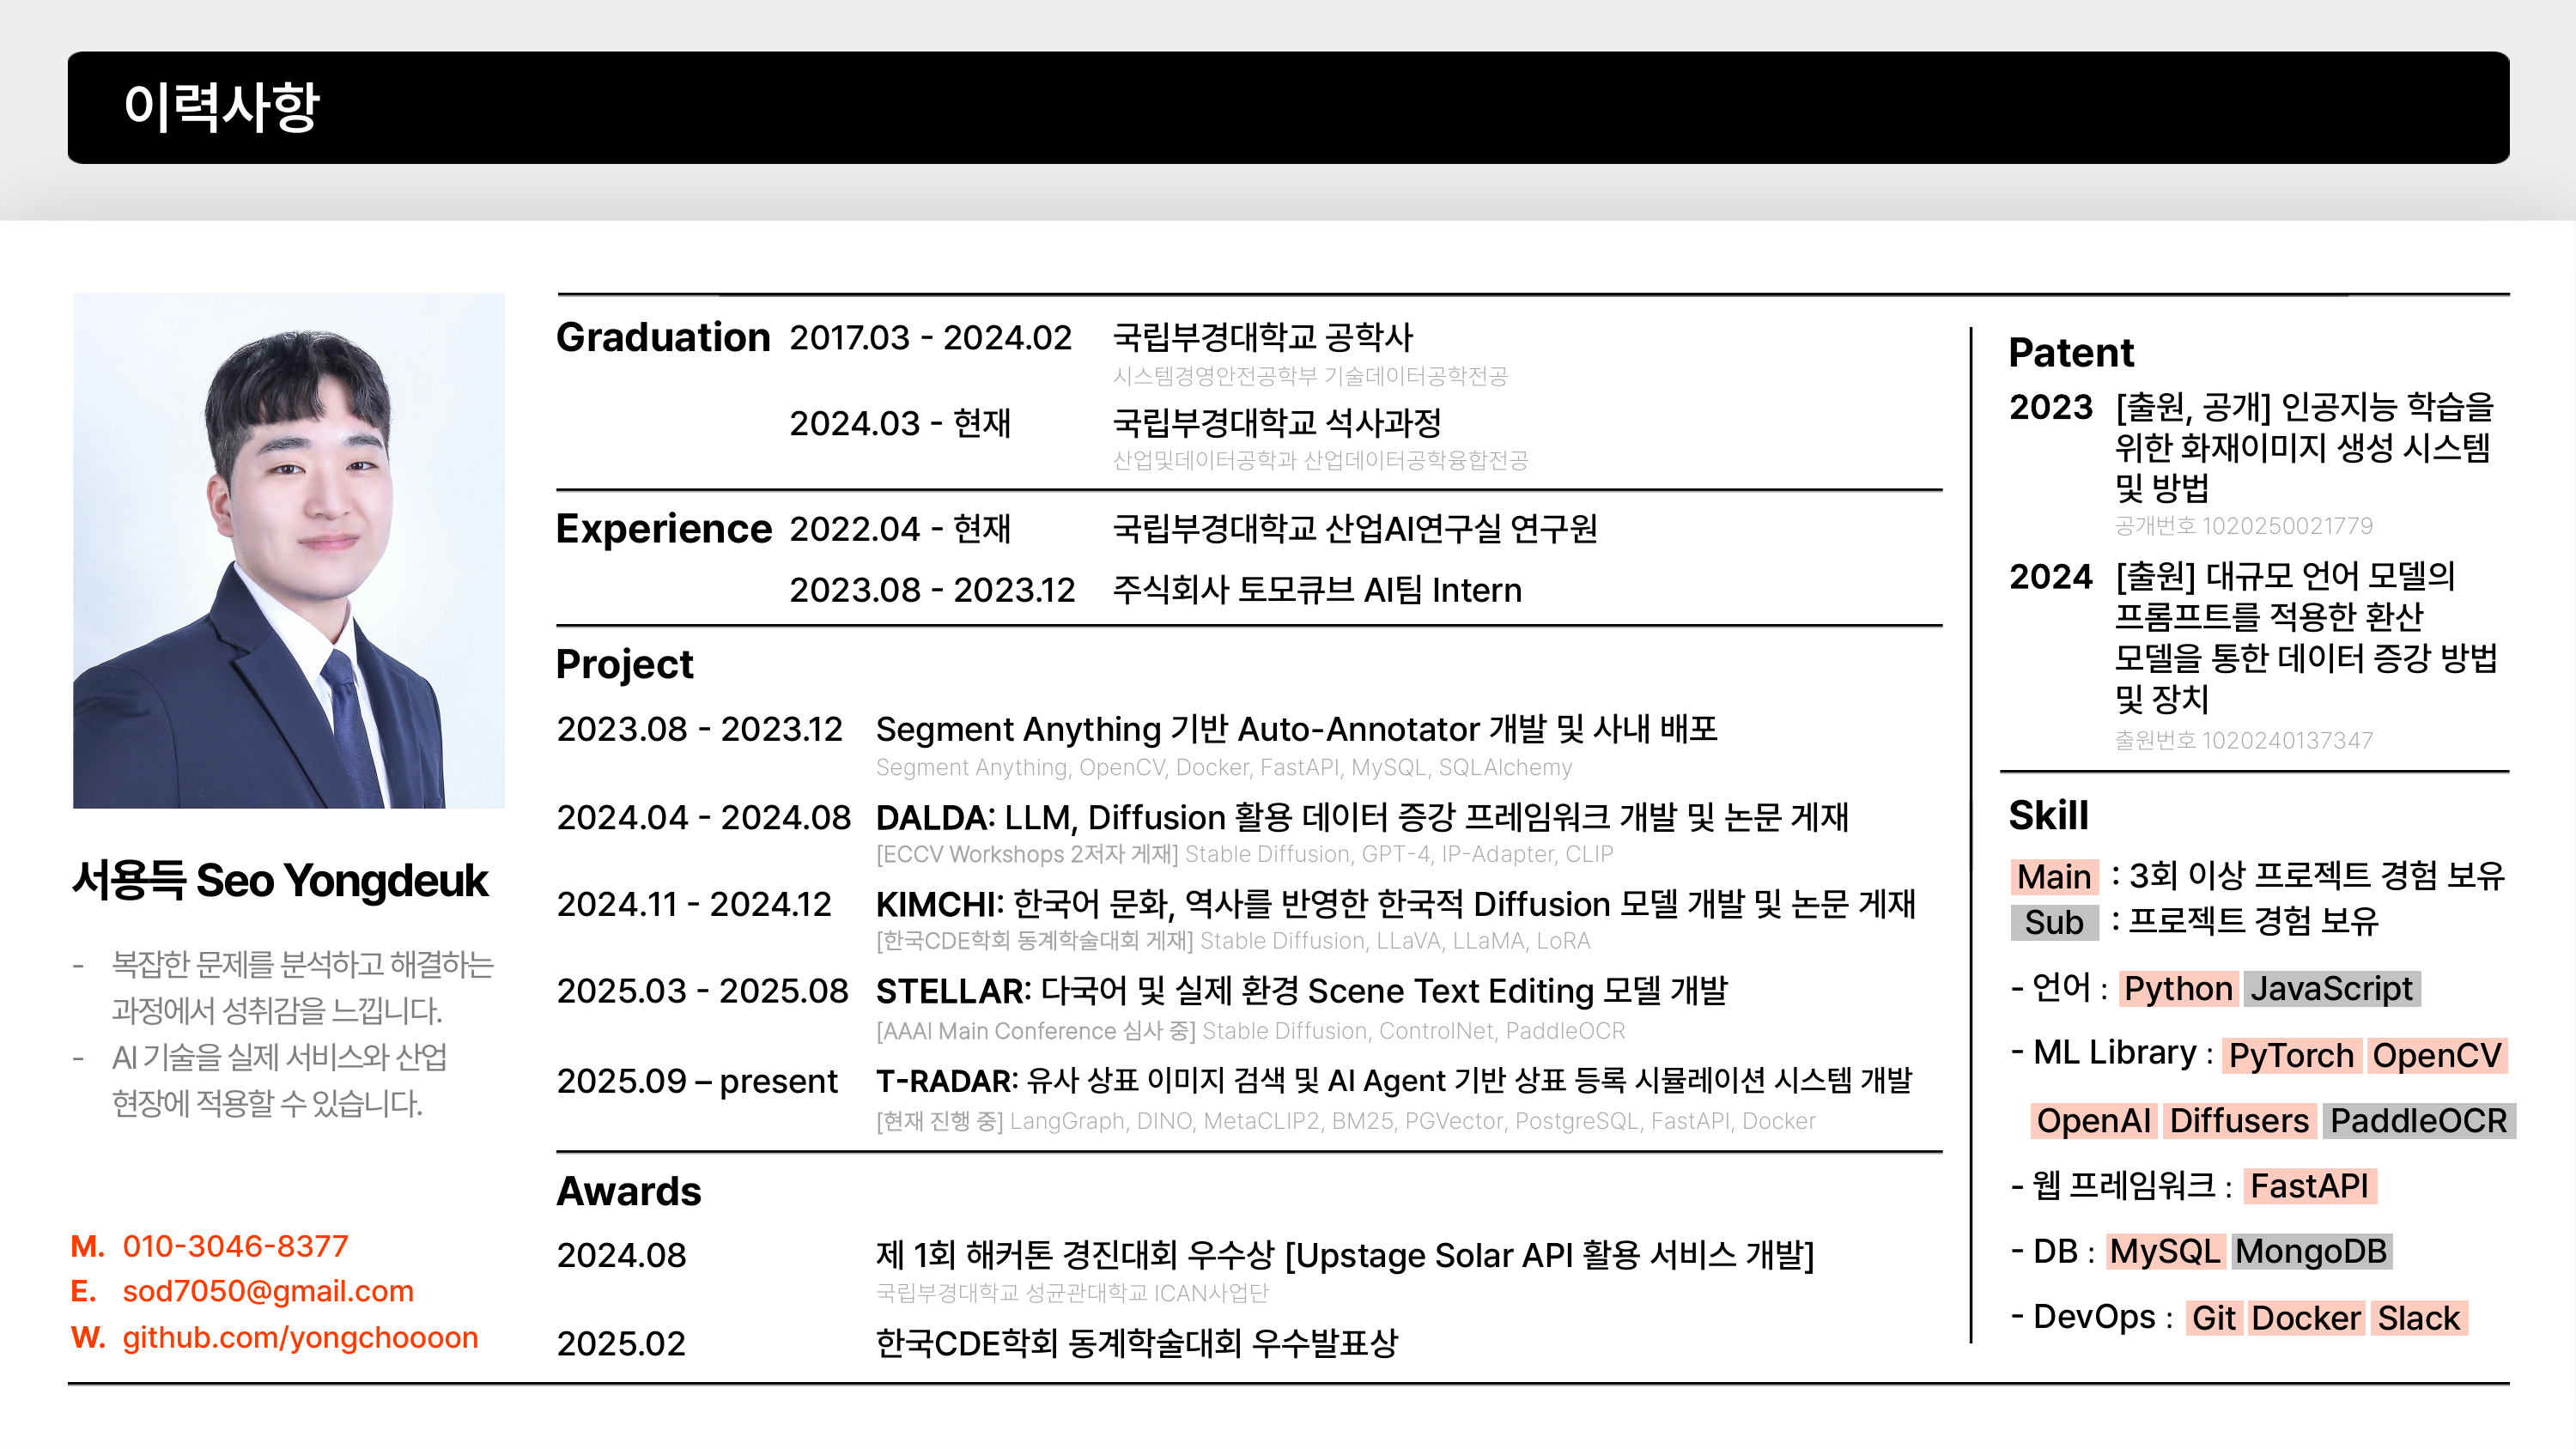 이력사항
서용득 Seo Yongdeuk
- 복잡한 문제를 분석하고 해결하는
과정에서 성취감을 느낍니다.
- AI 기술을 실제 서비스와 산업
현장에 적용할 수 있습니다.
M. 010-3046-8377
E. sod7050@gmail.com
W. github.com/yongchoooon
Graduation 2017.03 - 2024.02 국립부경대학교 공학사
시스템경영안전공학부 기술데이터공학전공
2024.03 - 현재 국립부경대학교 석사과정
산업및데이터공학과 산업데이터공학융합전공
Experience 2022.04 - 현재 국립부경대학교 산업AI연구실 연구원
2023.08 - 2023.12 주식회사 토모큐브 AI팀 Intern
Project
2023.08 - 2023.12 Segment Anything 기반 Auto-Annotator 개발 및 사내 배포
Segment Anything, OpenCV, Docker, FastAPI, MySQL, SQLAlchemy
2024.04 - 2024.08 DALDA: LLM, Diffusion 활용 데이터 증강 프레임워크 개발 및 논문 게재
[ECCV Workshops 2저자 게재] Stable Diffusion, GPT-4, IP-Adapter, CLIP
2024.11 - 2024.12 KIMCHI: 한국어 문화, 역사를 반영한 한국적 Diffusion 모델 개발 및 논문 게재
[한국CDE학회 동계학술대회 게재] Stable Diffusion, LLaVA, LLaMA, LoRA
2025.03 - 2025.08 STELLAR: 다국어 및 실제 환경 Scene Text Editing 모델 개발
[AAAI Main Conference 심사 중] Stable Diffusion, ControlNet, PaddleOCR
2025.09 – present T-RADAR: 유사 상표 이미지 검색 및 AI Agent 기반 상표 등록 시뮬레이션 시스템 개발
[현재 진행 중] LangGraph, DINO, MetaCLIP2, BM25, PGVector, PostgreSQL, FastAPI, Docker
Awards
2024.08 제 1회 해커톤 경진대회 우수상 [Upstage Solar API 활용 서비스 개발]
국립부경대학교 성균관대학교 ICAN사업단
2025.02 한국CDE학회 동계학술대회 우수발표상
Patent
2023 [출원, 공개] 인공지능 학습을
위한 화재이미지 생성 시스템
및 방법
공개번호 1020250021779
2024 [출원] 대규모 언어 모델의
프롬프트를 적용한 환산
모델을 통한 데이터 증강 방법
및 장치
출원번호 1020240137347
Skill
Main : 3회 이상 프로젝트 경험 보유
Sub : 프로젝트 경험 보유
- 언어 : Python JavaScript
- ML Library : PyTorch OpenCV
OpenAI Diffusers PaddleOCR
- 웹 프레임워크 : FastAPI
- DB : MySQL MongoDB
- DevOps : Git Docker Slack